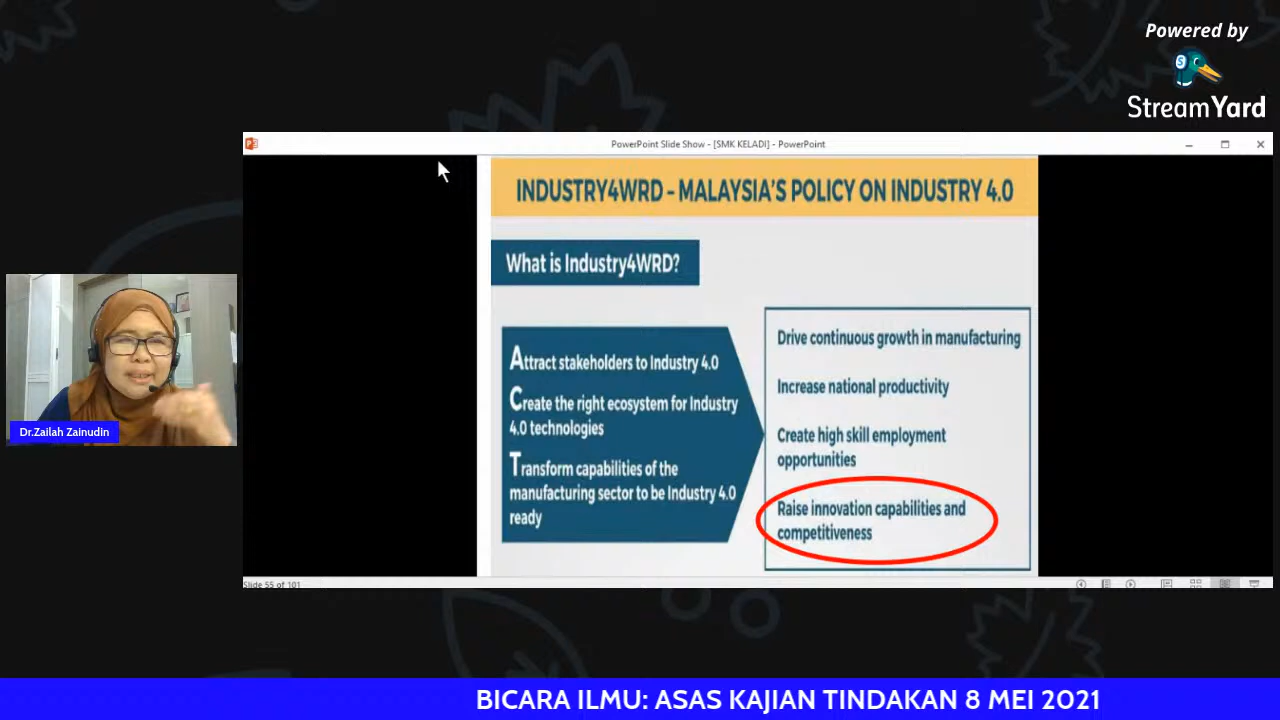 Powered by
StreamYard
PowerPoint Slide Show - [SMK KELADI] - PowerPoint
INDUSTRY4WRD – MALAYSIA'S POLICY ON INDUSTRY 4.0
What is Industry4WRD?
Attract stakeholders to Industry 4.0
Create the right ecosystem for Industry
4.0 technologies
Transform capabilities of the
manufacturing sector to be Industry 4.0
ready
Drive continuous growth in manufacturing
Increase national productivity
Create high skill employment
opportunities
Raise innovation capabilities and
competitiveness
Dr.Zailah Zainudin
Slide 55 of 101
BICARA ILMU: ASAS KAJIAN TINDAKAN 8 MEI 2021